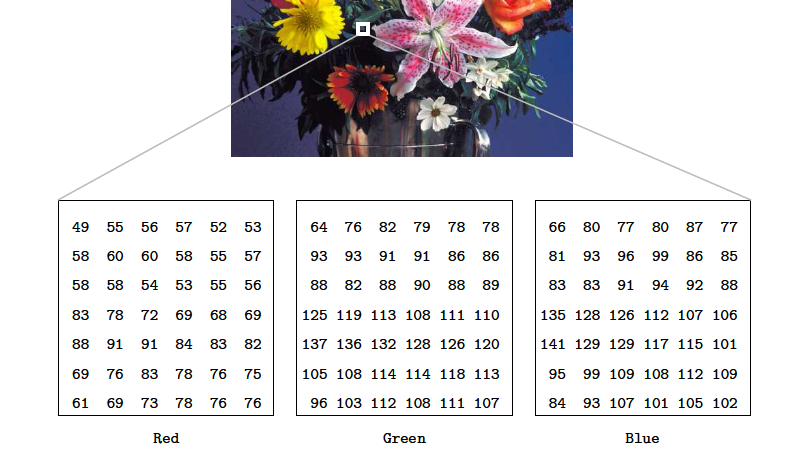 49 55 56 57 52 53 64 76 82 79 78 78 66 80 77 80 87 77
58 60 60 58 55 57 93 93 91 91 86 86 81 93 96 99 86 85
58 58 54 53 55 56 88 82 88 90 88 89 83 83 91 94 92 88
83 78 72 69 68 69 125 119 113 108 111 110 135 128 126 112 107 106
88 91 91 84 83 82 137 136 132 128 126 120 141 129 129 117 115 101
69 76 83 78 76 75 105 108 114 114 118 113 95 99 109 108 112 109
61 69 73 78 76 76 96 103 112 108 111 107 84 93 107 101 105 102
Red Green Blue